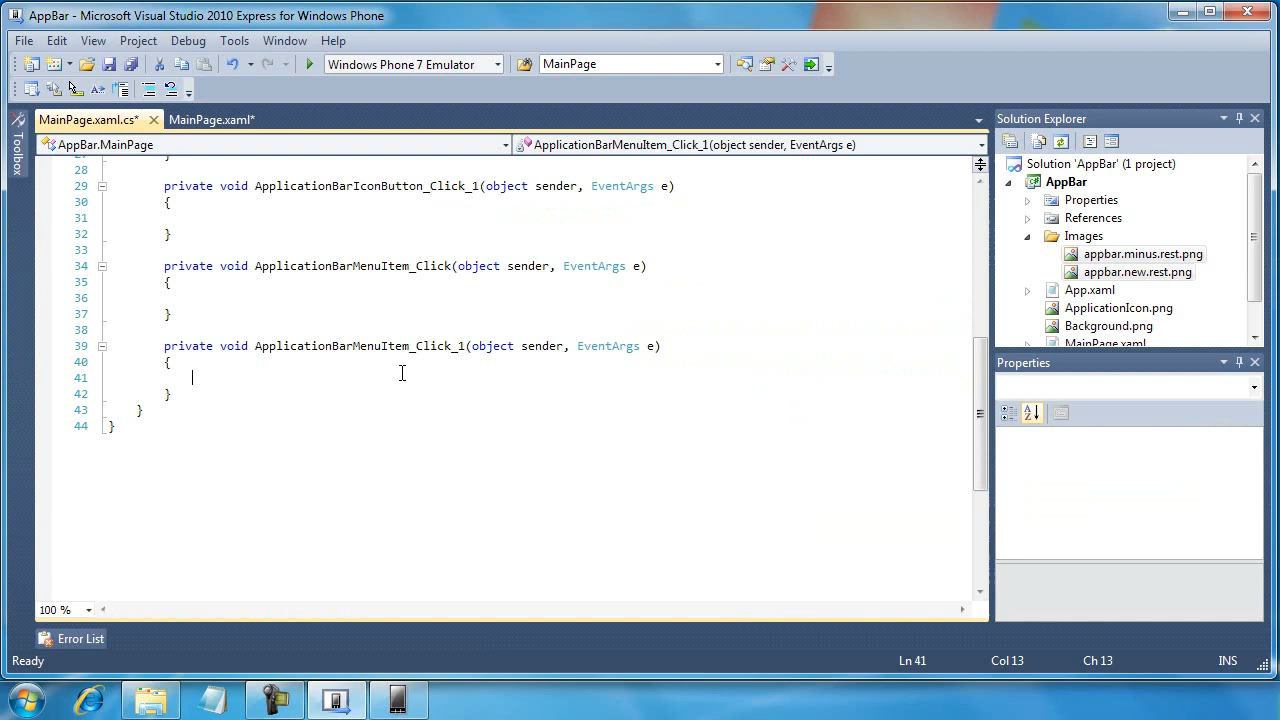 AppBar - Microsoft Visual Studio 2010 Express for Windows Phone
File Edit View Project Debug Tools Window Help
Windows Phone 7 Emulator MainPage
MainPage.xaml.cs* MainPage.xaml*
AppBar.MainPage ApplicationBarMenuItem_Click_1(object sender, EventArgs e)
Toolbox
28
29 private void ApplicationBarIconButton_Click_1(object sender, EventArgs e)
30 {
31
32 }
33
34 private void ApplicationBarMenuItem_Click(object sender, EventArgs e)
35 {
36
37 }
38
39 private void ApplicationBarMenuItem_Click_1(object sender, EventArgs e)
40 {
41
42 }
43 }
44 }
100 %
Error List
Ready Ln 41 Col 13 Ch 13 INS
Solution Explorer
Solution 'AppBar' (1 project)
AppBar
Properties
References
Images
appbar.minus.rest.png
appbar.new.rest.png
App.xaml
ApplicationIcon.png
Background.png
MainPage.xaml
Properties